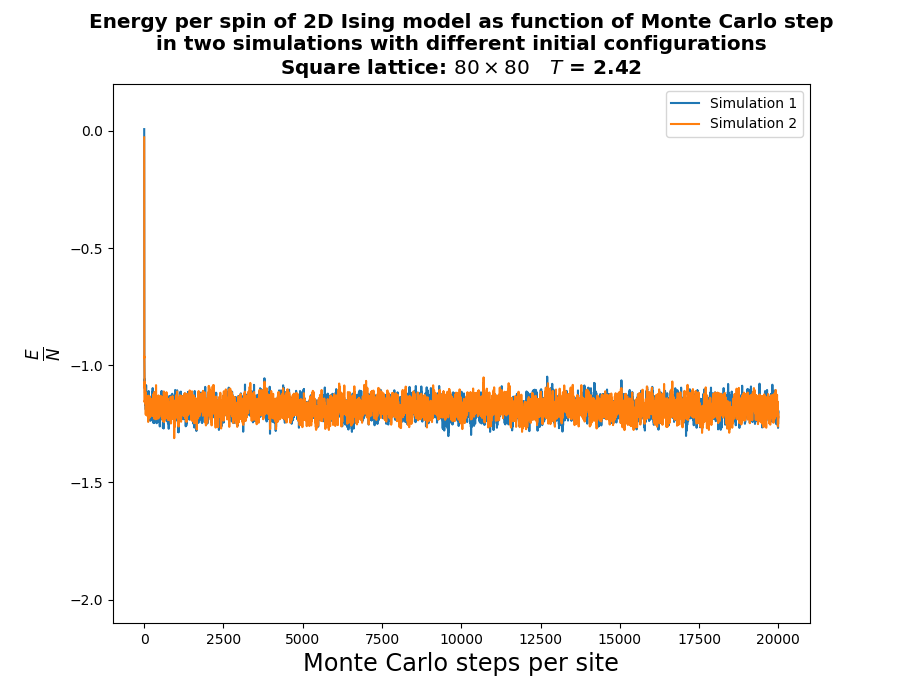 Energy per spin of 2D Ising model as function of Monte Carlo step
in two simulations with different initial configurations
Square lattice: 80 × 80 T = 2.42
Simulation 1
Simulation 2
0.0
−0.5
−1.0
−1.5
−2.0
E
N
0 2500 5000 7500 10000 12500 15000 17500 20000
Monte Carlo steps per site